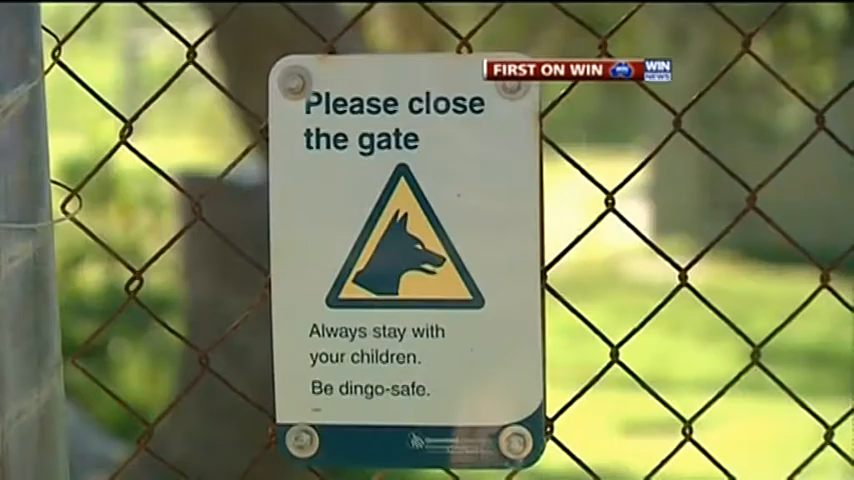 FIRST ON WIN WIN
NEWS
Please close
the gate
Always stay with
your children.
Be dingo-safe.